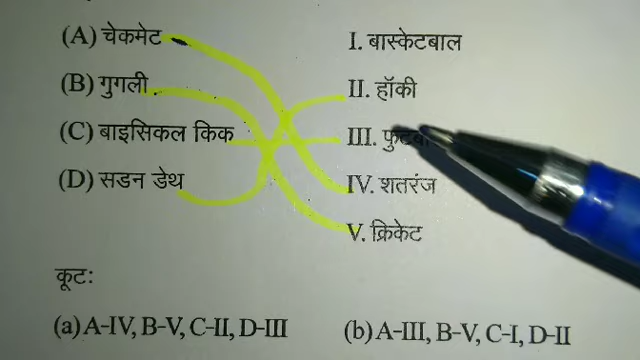 (A) चेकमेट I. बास्केटबाल
(B) गुगली II. हॉकी
(C) बाइसिकल किक III.
(D) सडन डेथ IV. शतरंज
V. क्रिकेट
कूट:
(a) A-IV, B-V, C-II, D-III (b) A-III, B-V, C-I, D-II